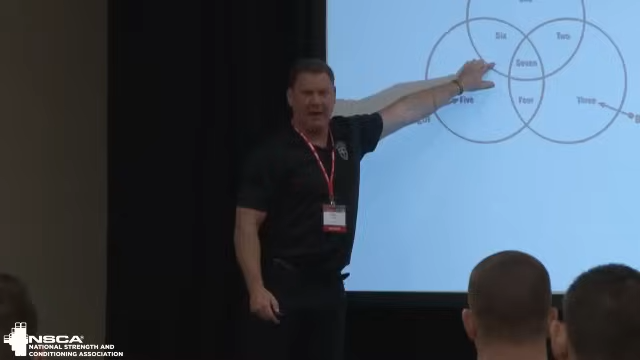 Six
Two
Seven
Five
Four
Three
NSCA®
NATIONAL STRENGTH AND
CONDITIONING ASSOCIATION